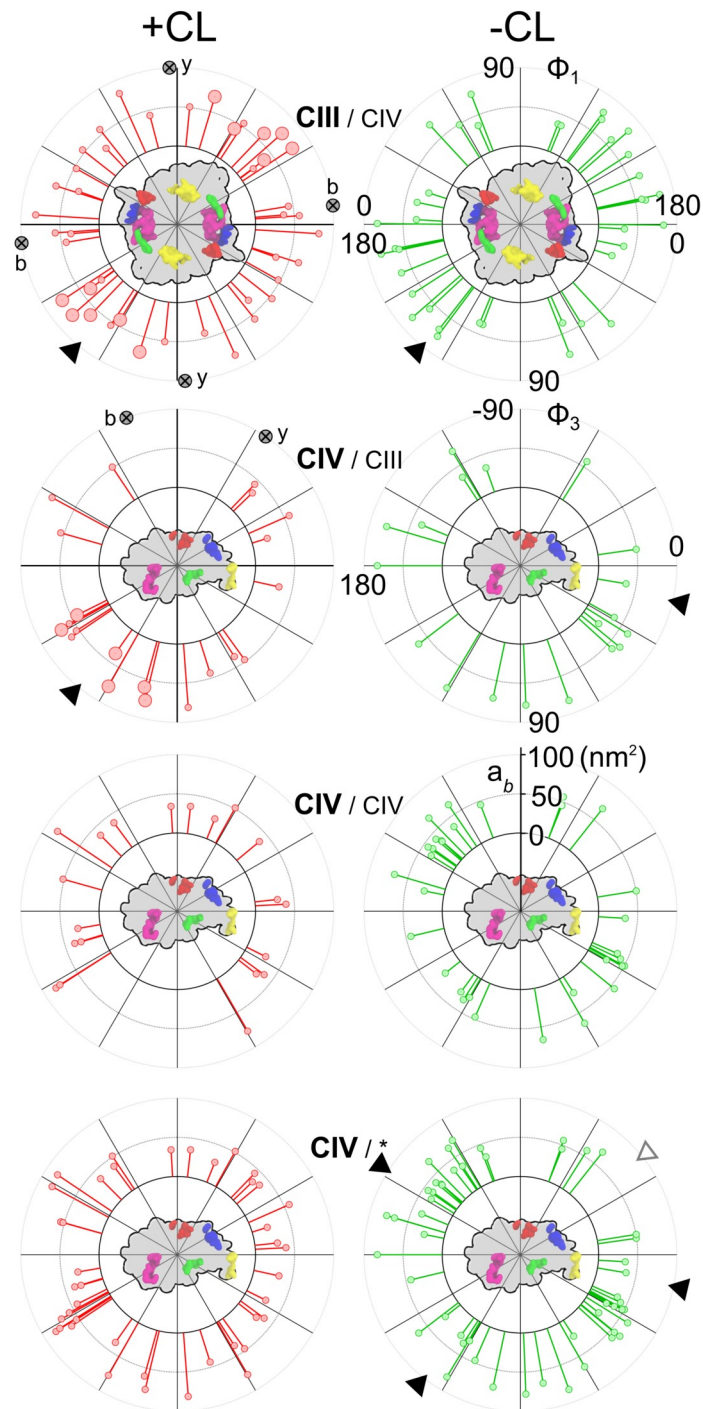 +CL -CL
y 90 Φ1
CIII / CIV
b 0 180
b 180 0
y 90
b y -90 Φ3
CIV / CIII
0
180
90
100 (nm²)
ab 50
CIV / CIV 0
CIV / *